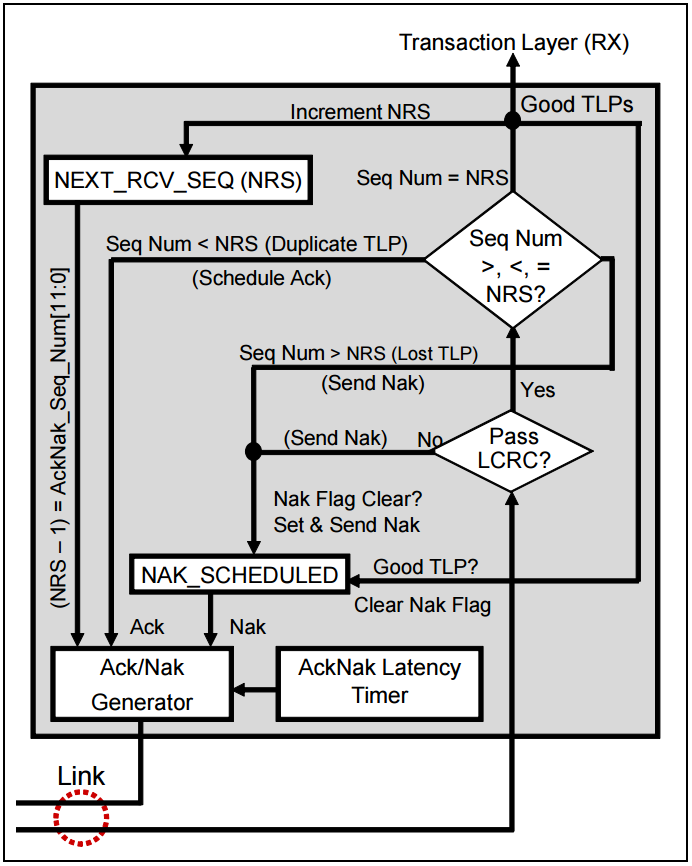 Transaction Layer (RX)
Good TLPs
Increment NRS
NEXT_RCV_SEQ (NRS)
Seq Num = NRS
Seq Num
>, <, =
NRS?
Seq Num < NRS (Duplicate TLP)
(Schedule Ack)
(NRS – 1) = AckNak_Seq_Num[11:0]
Seq Num > NRS (Lost TLP)
(Send Nak)
Yes
(Send Nak)
No
Pass
LCRC?
Nak Flag Clear?
Set & Send Nak
NAK_SCHEDULED
Good TLP?
Clear Nak Flag
Ack
Nak
Ack/Nak
Generator
AckNak Latency
Timer
Link